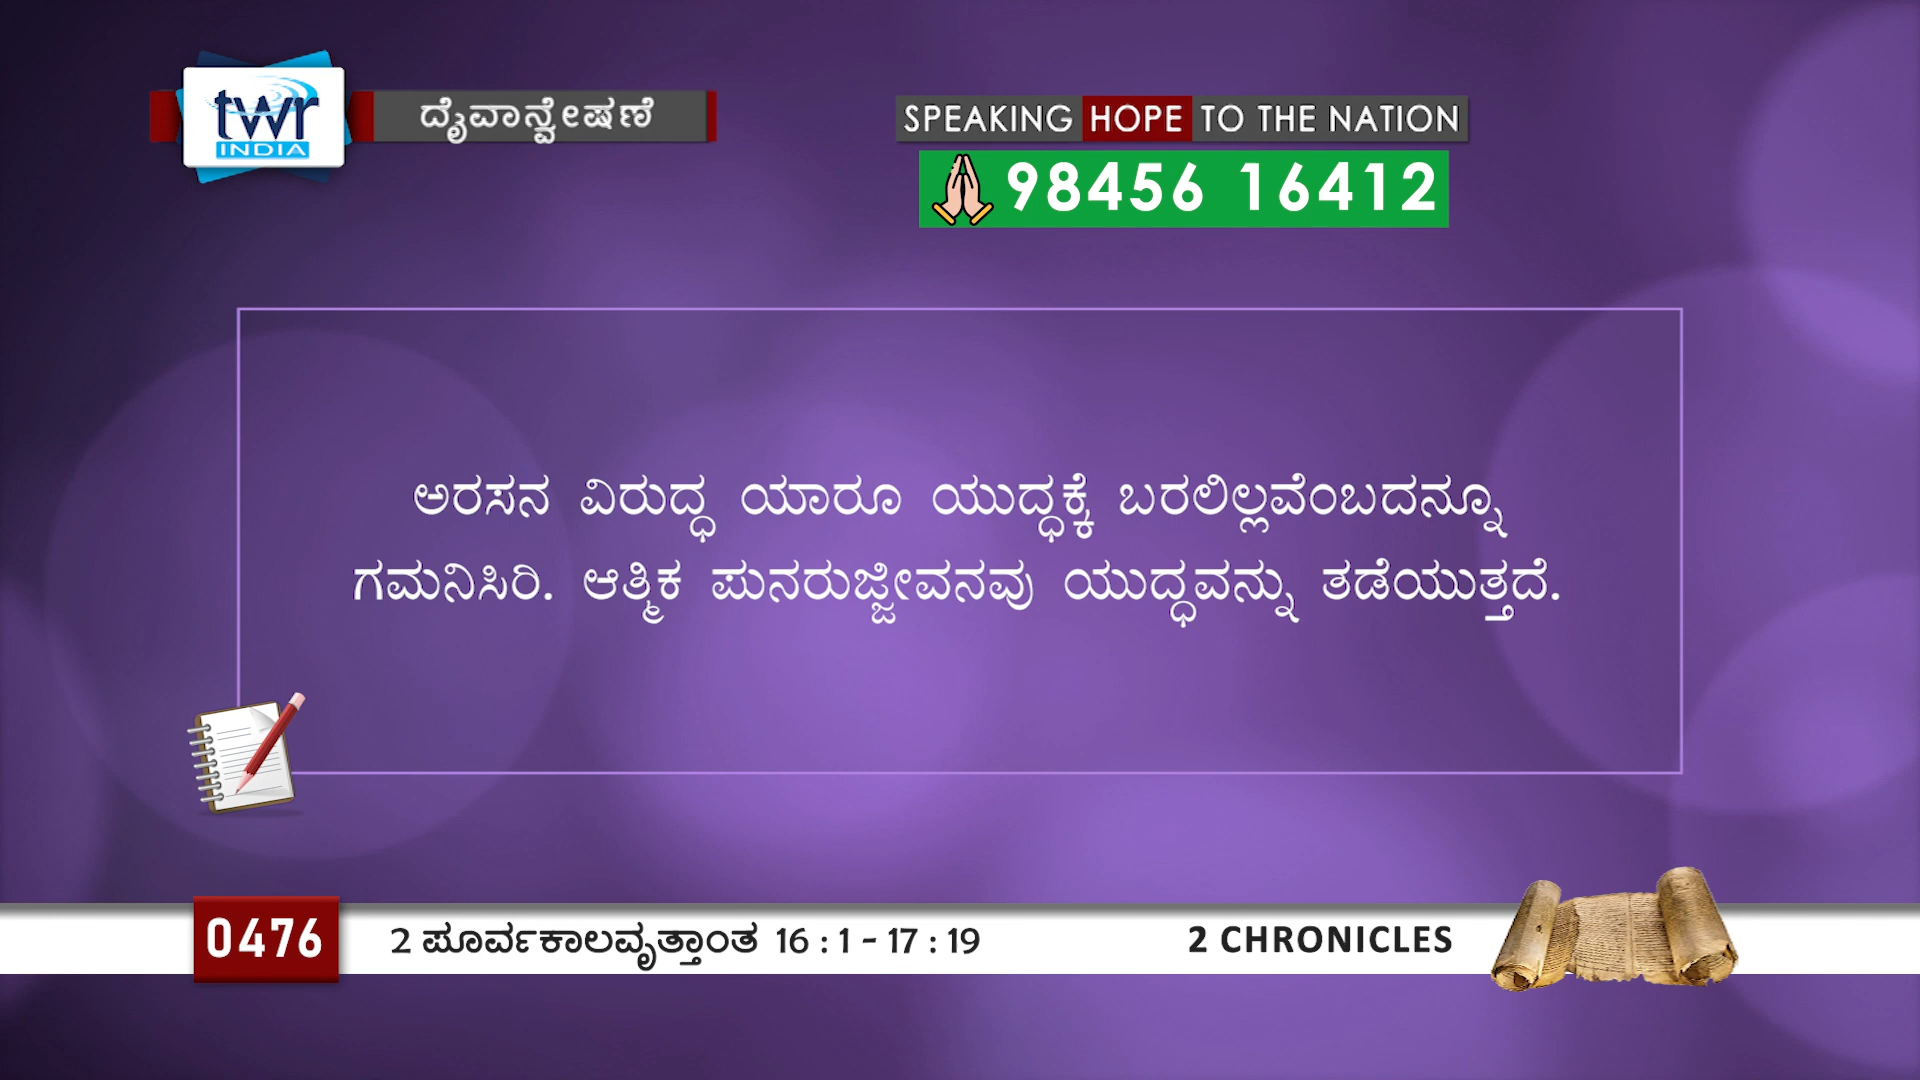 twr
INDIA
ದೈವಾನ್ವೇಷಣೆ
SPEAKING HOPE TO THE NATION
98456 16412
ಅರಸನ ವಿರುದ್ಧ ಯಾರೂ ಯುದ್ಧಕ್ಕೆ ಬರಲಿಲ್ಲವೆಂಬದನ್ನೂ
ಗಮನಿಸಿರಿ. ಆತ್ಮಿಕ ಪುನರುಜ್ಜೀವನವು ಯುದ್ಧವನ್ನು ತಡೆಯುತ್ತದೆ.
0476
2 ಪೂರ್ವಕಾಲವೃತ್ತಾಂತ 16 : 1 - 17 : 19
2 CHRONICLES